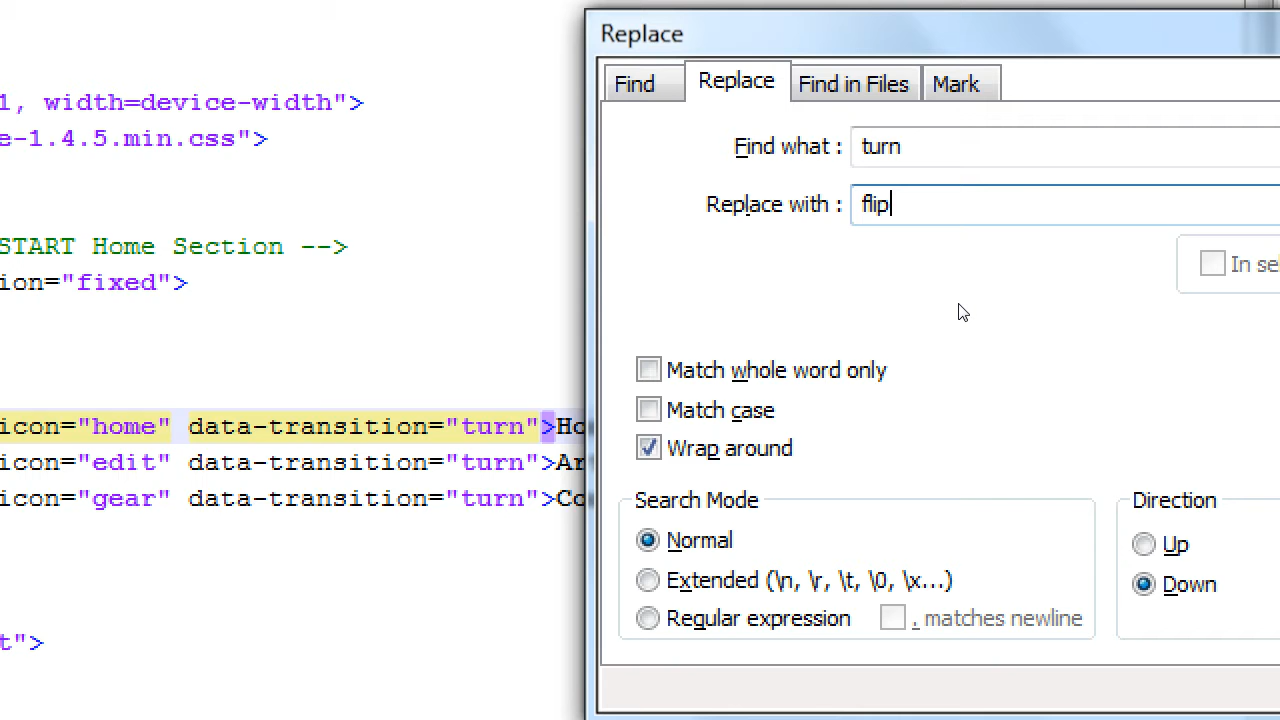 1, width=device-width">
e-1.4.5.min.css">
START Home Section -->
ion="fixed">
icon="home" data-transition="turn">Ho
icon="edit" data-transition="turn">Ar
icon="gear" data-transition="turn">Co
t">
Replace
Find Replace Find in Files Mark
Find what : turn
Replace with : flip
In se
Match whole word only
Match case
Wrap around
Search Mode
Normal
Extended (\n, \r, \t, \0, \x...)
Regular expression . matches newline
Direction
Up
Down